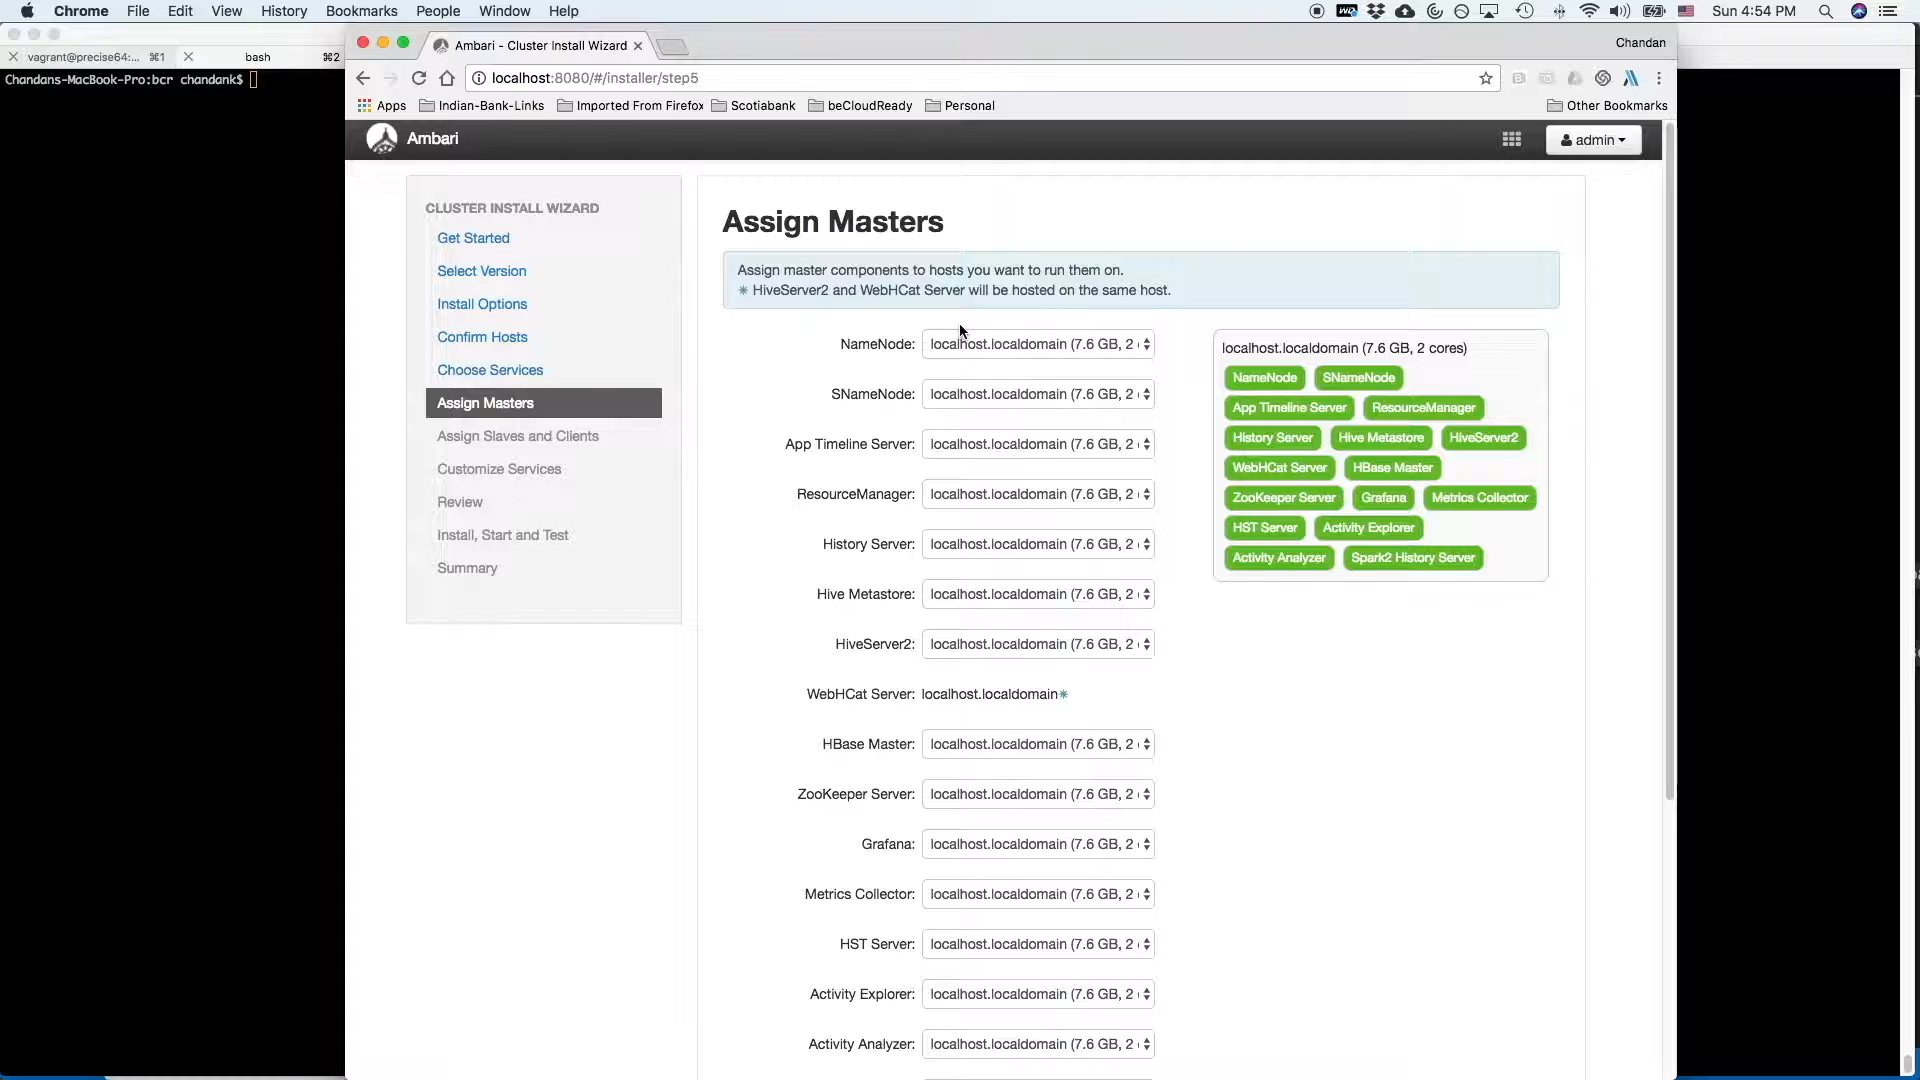 Chrome File Edit View History Bookmarks People Window Help Sun 4:54 PM
vagrant@precise64:... ⌘1 bash ⌘2
Chandans-MacBook-Pro:bcr chandank$
Ambari - Cluster Install Wizard
Chandan
localhost:8080/#/installer/step5
Apps Indian-Bank-Links Imported From Firefox Scotiabank beCloudReady Personal Other Bookmarks
Ambari
admin
CLUSTER INSTALL WIZARD
Get Started
Select Version
Install Options
Confirm Hosts
Choose Services
Assign Masters
Assign Slaves and Clients
Customize Services
Review
Install, Start and Test
Summary
Assign Masters
Assign master components to hosts you want to run them on.
* HiveServer2 and WebHCat Server will be hosted on the same host.
NameNode: localhost.localdomain (7.6 GB, 2
SNameNode: localhost.localdomain (7.6 GB, 2
App Timeline Server: localhost.localdomain (7.6 GB, 2
ResourceManager: localhost.localdomain (7.6 GB, 2
History Server: localhost.localdomain (7.6 GB, 2
Hive Metastore: localhost.localdomain (7.6 GB, 2
HiveServer2: localhost.localdomain (7.6 GB, 2
WebHCat Server: localhost.localdomain*
HBase Master: localhost.localdomain (7.6 GB, 2
ZooKeeper Server: localhost.localdomain (7.6 GB, 2
Grafana: localhost.localdomain (7.6 GB, 2
Metrics Collector: localhost.localdomain (7.6 GB, 2
HST Server: localhost.localdomain (7.6 GB, 2
Activity Explorer: localhost.localdomain (7.6 GB, 2
Activity Analyzer: localhost.localdomain (7.6 GB, 2
localhost.localdomain (7.6 GB, 2 cores)
NameNode SNameNode
App Timeline Server ResourceManager
History Server Hive Metastore HiveServer2
WebHCat Server HBase Master
ZooKeeper Server Grafana Metrics Collector
HST Server Activity Explorer
Activity Analyzer Spark2 History Server